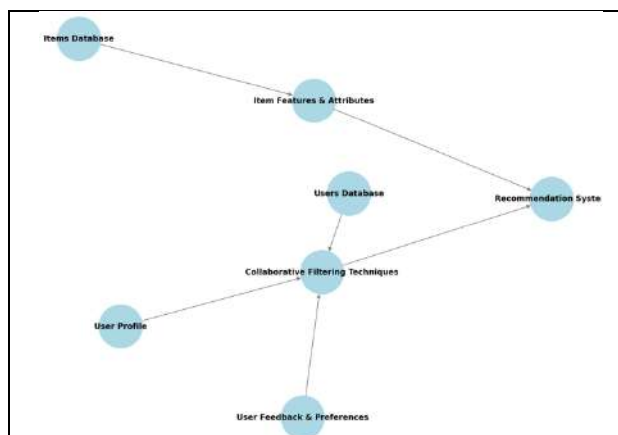 Items Database
Item Features & Attributes
Users Database
Recommendation Syste
Collaborative Filtering Techniques
User Profile
User Feedback & Preferences